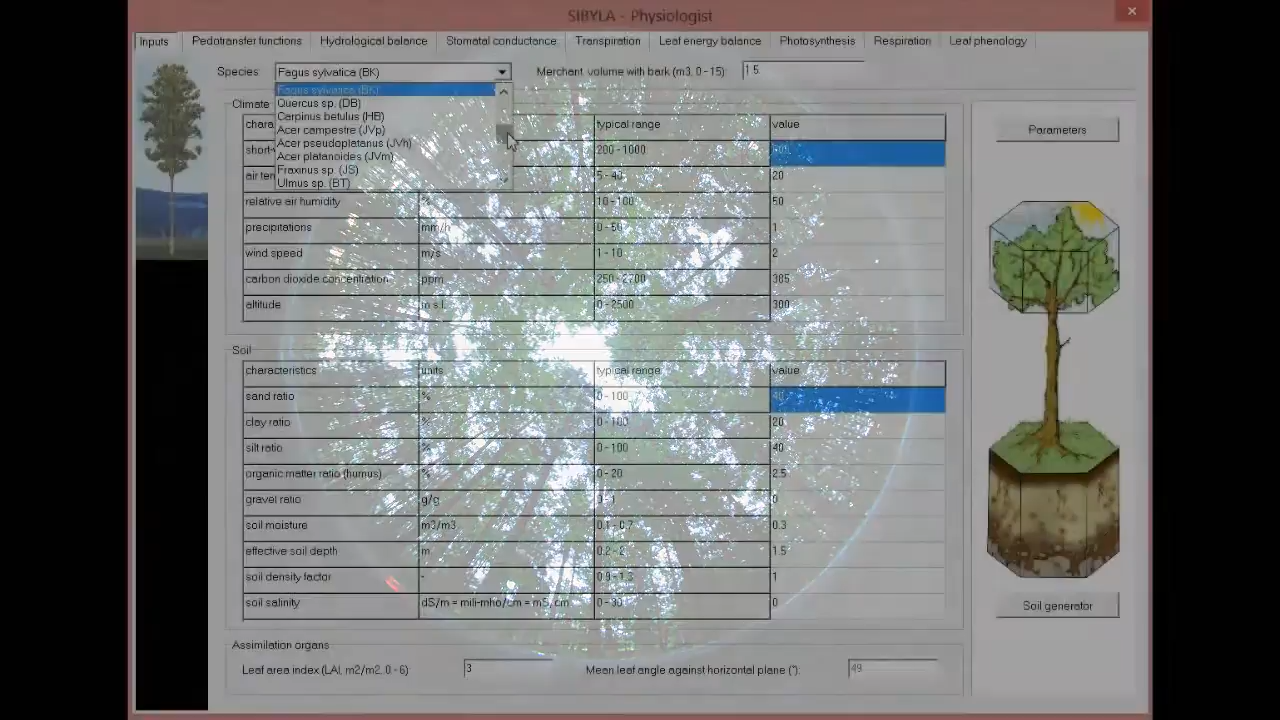 SIBYLA - Physiologist
Inputs Pedotransfer functions Hydrological balance Stomatal conductance Transpiration Leaf energy balance Photosynthesis Respiration Leaf phenology
Species: Fagus sylvatica (BK) Merchant. volume with bark (m3, 0 - 15): 1.5
Fagus sylvatica (BK)
Quercus sp. (DB)
Carpinus betulus (HB)
Acer campestre (JVp)
Acer pseudoplatanus (JVh)
Acer platanoides (JVm)
Fraxinus sp. (JS)
Ulmus sp. (BT)
Climate
chara typical range value
short- 200 - 1000
air ten 5 - 40 20
relative air humidity % 10 - 100 50
precipitations mm/h 0 - 50 1
wind speed m/s 1 - 10 2
carbon dioxide concentration ppm 250 - 2700 385
altitude m s.l. 0 - 2500 300
Parameters
Soil
characteristics units typical range value
sand ratio % 0 - 100 40
clay ratio % 0 - 100 20
silt ratio % 0 - 100 40
organic matter ratio (humus) % 0 - 20 2.5
gravel ratio g/g 0 - 1 0
soil moisture m3/m3 0.1 - 0.7 0.3
effective soil depth m 0.2 - 2 1.5
soil density factor - 0.9 - 1.3 1
soil salinity dS/m = mili-mho/cm = mS/cm 0 - 30 0
Soil generator
Assimilation organs
Leaf area index (LAI, m2/m2, 0 - 6): 3 Mean leaf angle against horizontal plane (°): 49